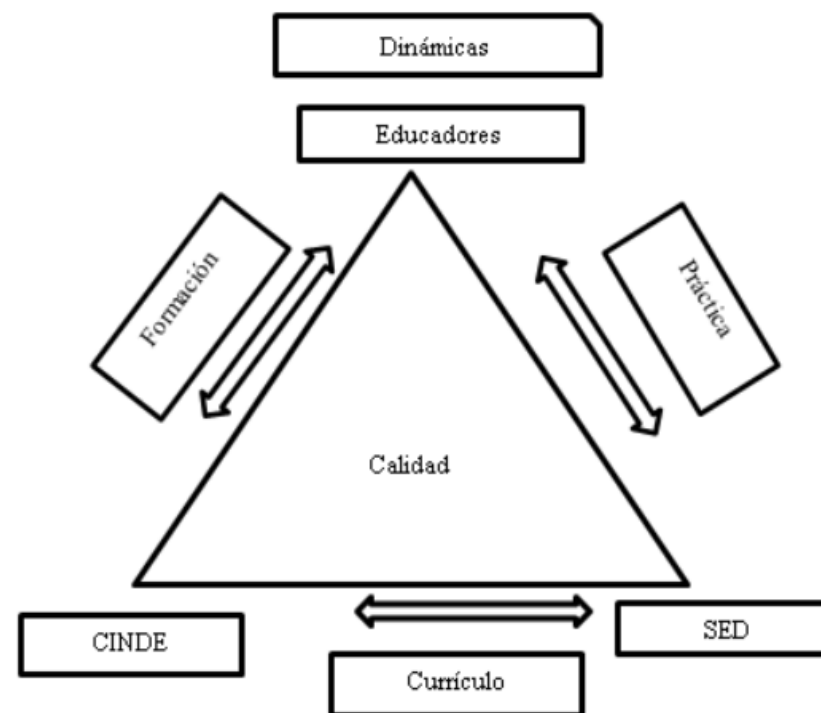 Dinámicas
Educadores
Formación
Práctica
Calidad
CINDE
SED
Currículo